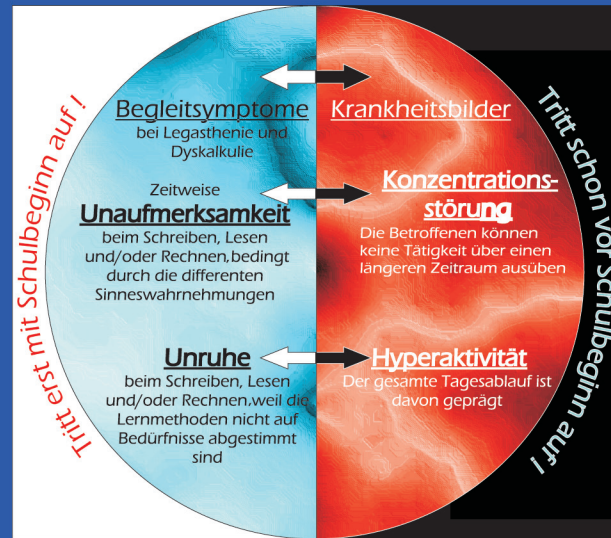 Tritt erst mit Schulbeginn auf !
Begleitsymptome
bei Legasthenie und
Dyskalkulie
Zeitweise
Unaufmerksamkeit
beim Schreiben, Lesen
und/oder Rechnen,bedingt
durch die differenten
Sinneswahrnehmungen
Unruhe
beim Schreiben, Lesen
und/oder Rechnen,weil die
Lernmethoden nicht auf
Bedürfnisse abgestimmt
sind
Krankheitsbilder
Konzentrations-
störung
Die Betroffenen können
keine Tätigkeit über einen
längeren Zeitraum ausüben
Hyperaktivität
Der gesamte Tagesablauf ist
davon geprägt
Tritt schon vor Schulbeginn auf !